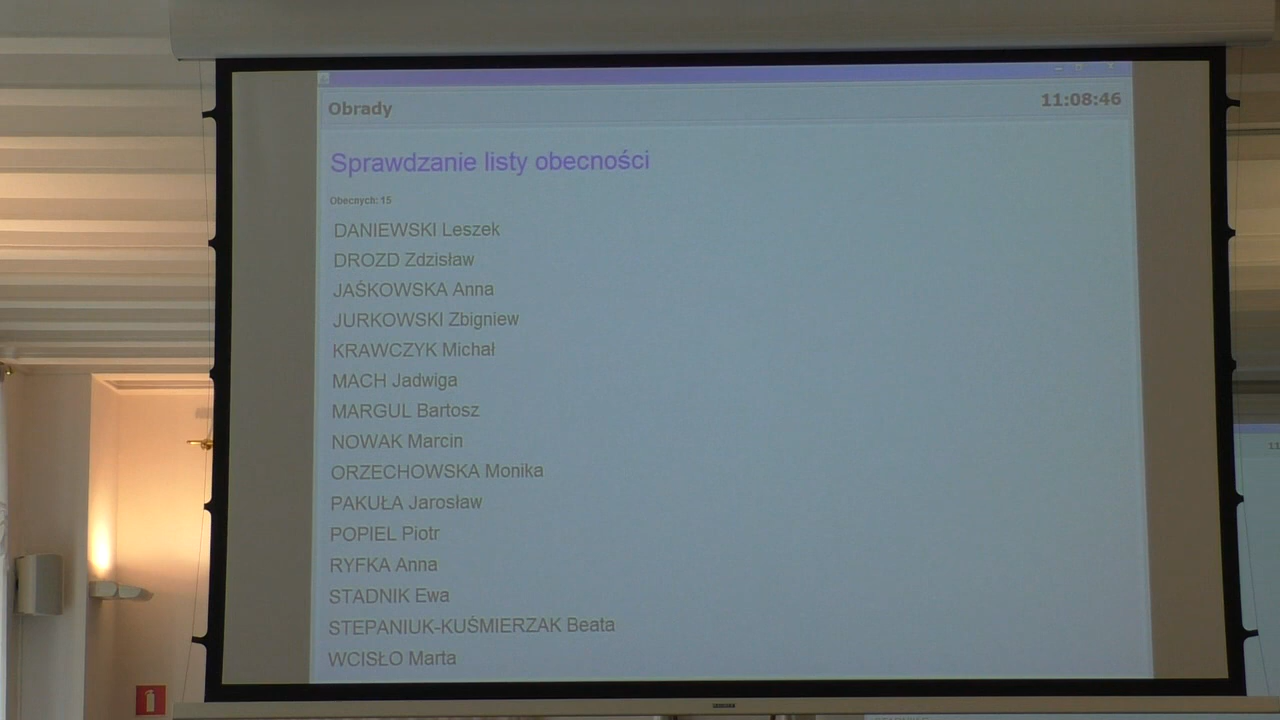 Obrady
11:08:46
Sprawdzanie listy obecności
Obecnych: 15
DANIEWSKI Leszek
DROZD Zdzisław
JAŚKOWSKA Anna
JURKOWSKI Zbigniew
KRAWCZYK Michał
MACH Jadwiga
MARGUL Bartosz
NOWAK Marcin
ORZECHOWSKA Monika
PAKUŁA Jarosław
POPIEL Piotr
RYFKA Anna
STADNIK Ewa
STEPANIUK-KUŚMIERZAK Beata
WCISŁO Marta